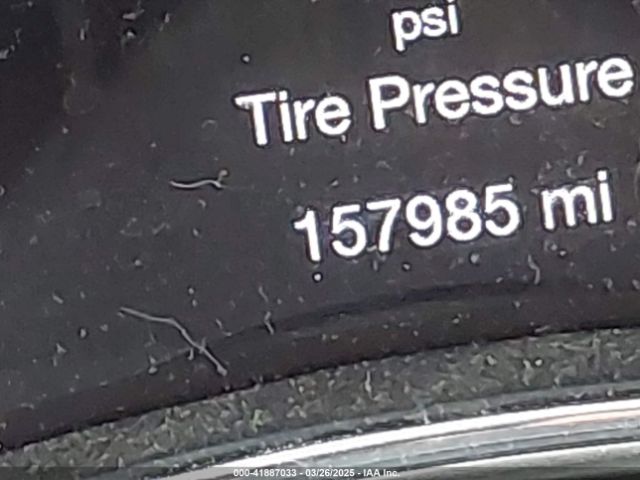 psi
Tire Pressure
157985 mi
000-41887033 - 03/26/2025 - IAA Inc.